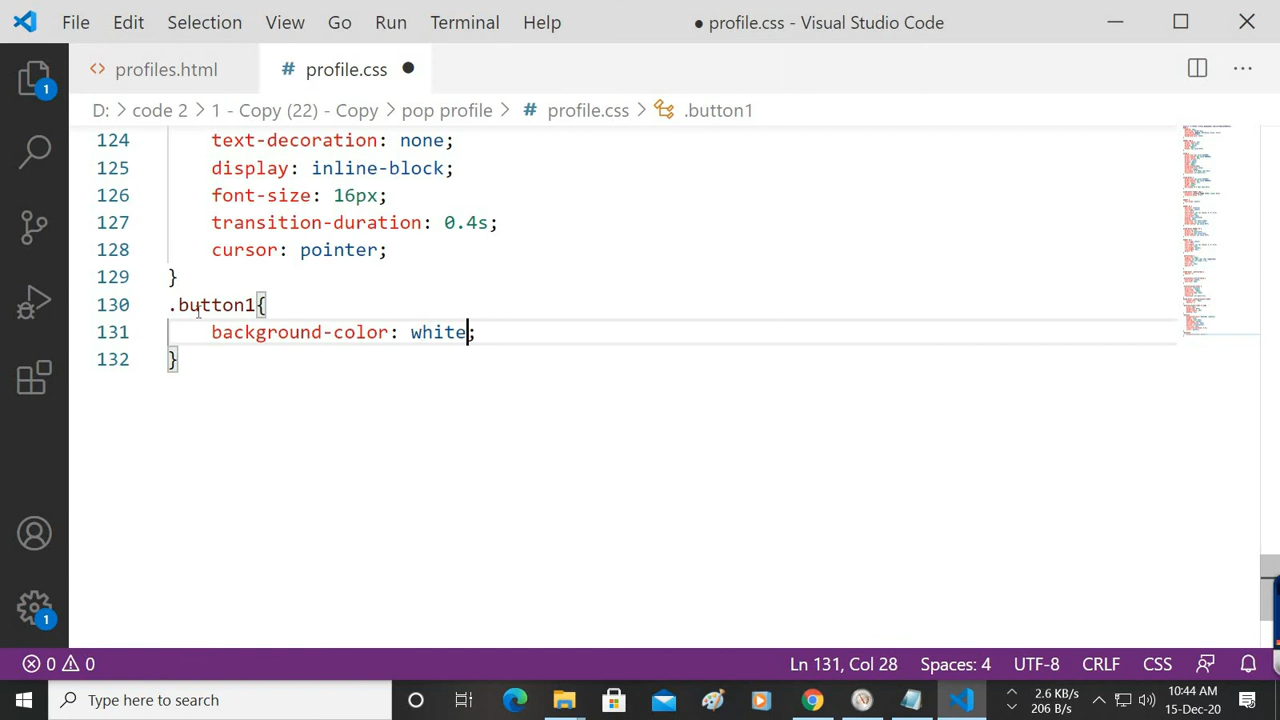 File Edit Selection View Go Run Terminal Help ● profile.css - Visual Studio Code
<> profiles.html # profile.css ●
1
D: > code 2 > 1 - Copy (22) - Copy > pop profile > # profile.css > .button1
124 text-decoration: none;
125 display: inline-block;
126 font-size: 16px;
127 transition-duration: 0.4s;
128 cursor: pointer;
129 }
130 .button1{
131 background-color: white;
132 }
1
0 0 Ln 131, Col 28 Spaces: 4 UTF-8 CRLF CSS
Type here to search
2.6 KB/s
206 B/s
10:44 AM
15-Dec-20